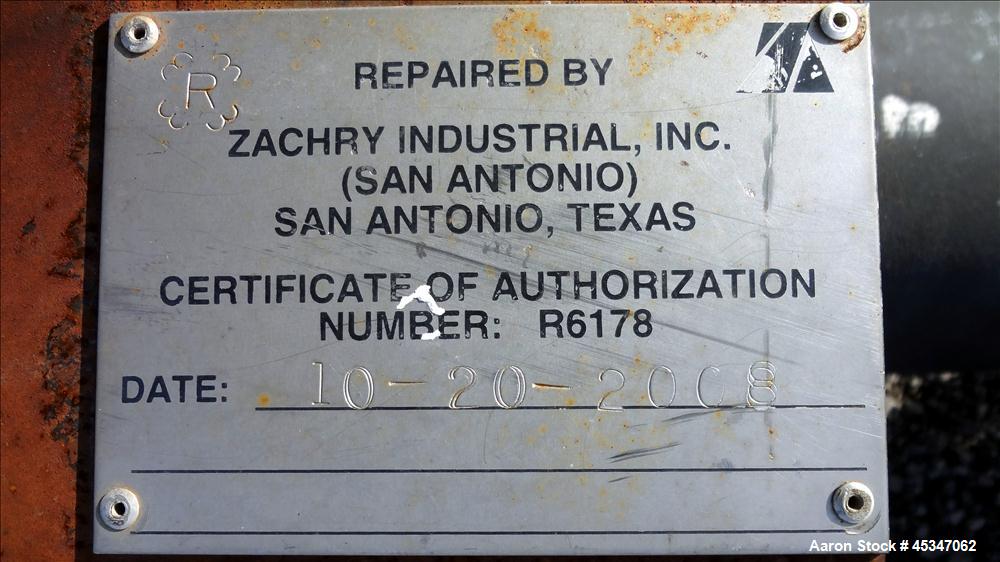 R
REPAIRED BY
ZACHRY INDUSTRIAL, INC.
(SAN ANTONIO)
SAN ANTONIO, TEXAS
CERTIFICATE OF AUTHORIZATION
NUMBER: R6178
DATE: 10-20-2008
Aaron Stock # 45347062